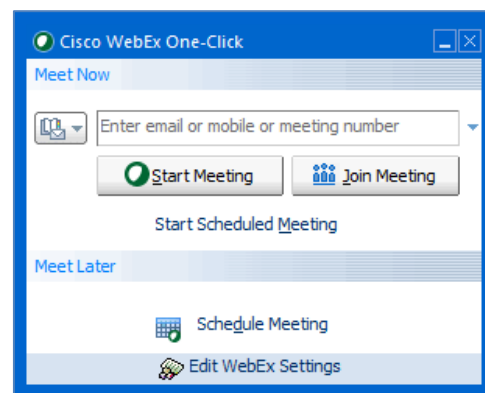 Cisco WebEx One-Click
Meet Now
Enter email or mobile or meeting number
Start Meeting Join Meeting
Start Scheduled Meeting
Meet Later
Schedule Meeting
Edit WebEx Settings